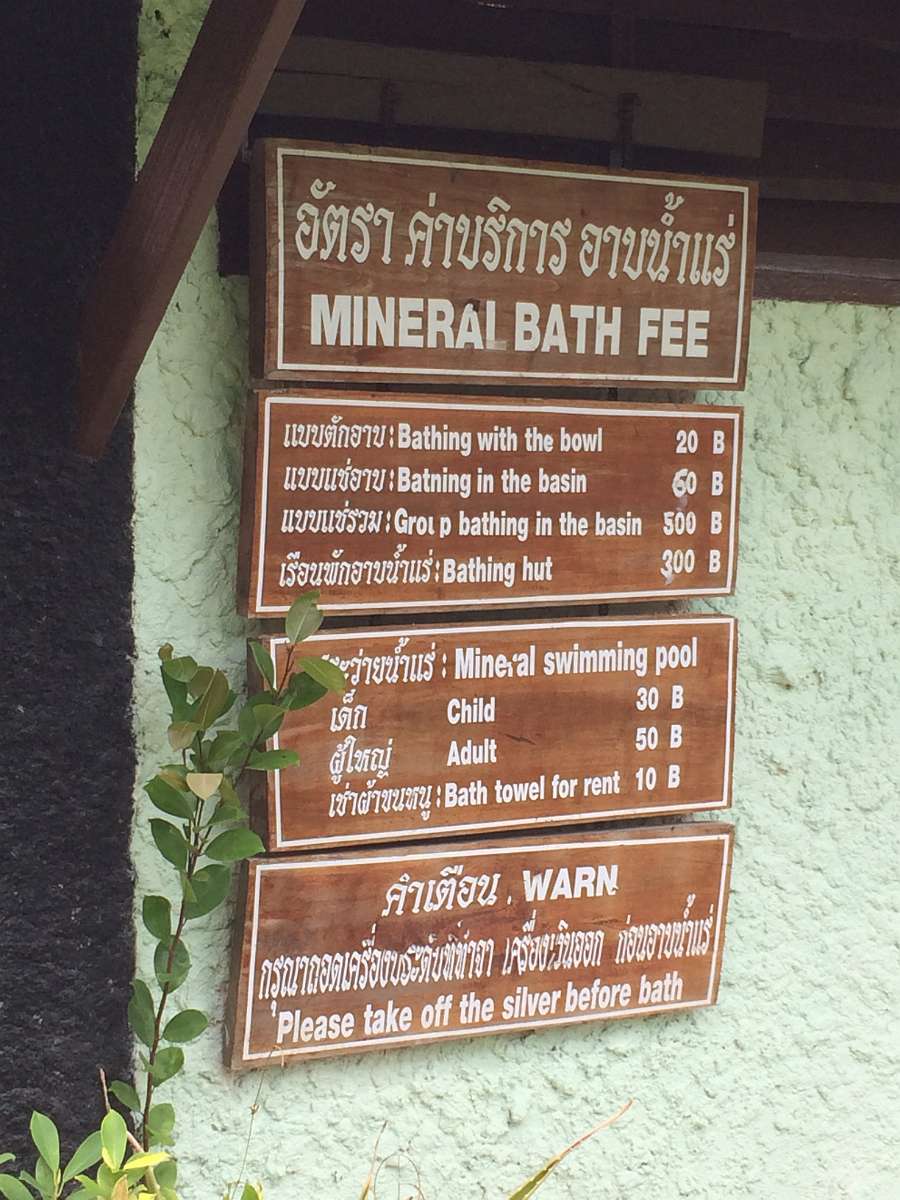 อัตรา ค่าบริการ อาบน้ำแร่
MINERAL BATH FEE
แบบตักอาบ : Bathing with the bowl 20 B
แบบแช่อาบ : Bathing in the basin 60 B
แบบแช่รวม : Group bathing in the basin 500 B
เรือนพักอาบน้ำแร่ : Bathing hut 300 B
สระว่ายน้ำแร่ : Mineral swimming pool
เด็ก Child 30 B
ผู้ใหญ่ Adult 50 B
เช่าผ้าขนหนู : Bath towel for rent 10 B
คำเตือน . WARN
กรุณาถอดเครื่องประดับที่ทำจาก เครื่องเงินออก ก่อนอาบน้ำแร่
Please take off the silver before bath